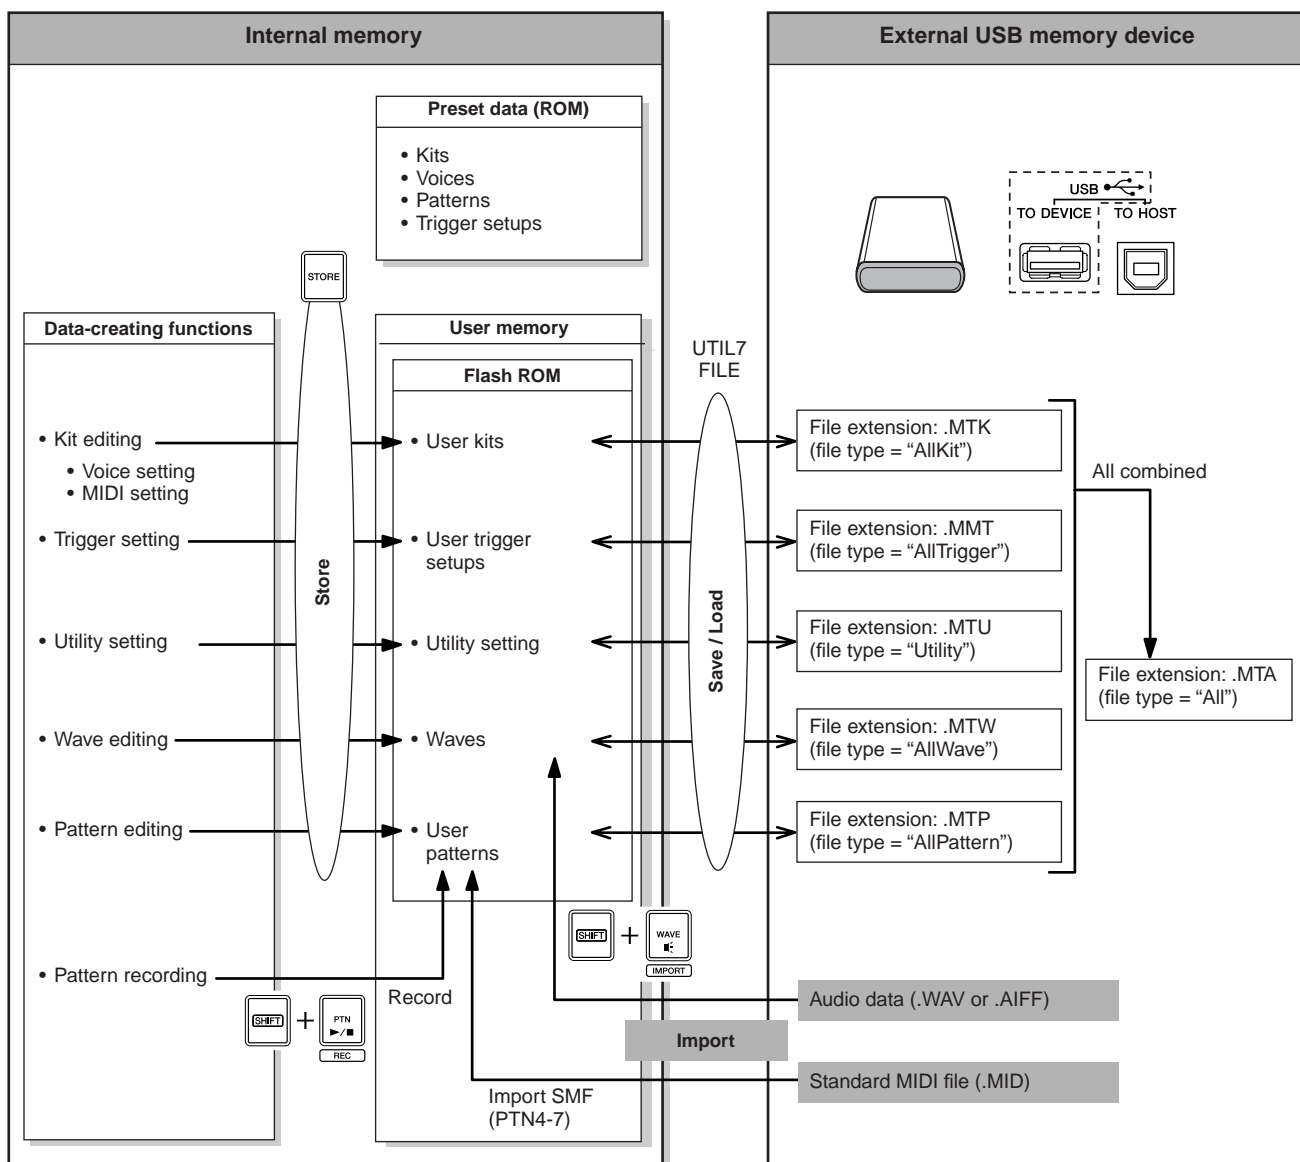 Internal memory
External USB memory device
Preset data (ROM)
• Kits
• Voices
• Patterns
• Trigger setups
USB
TO DEVICE
TO HOST
STORE
Data-creating functions
User memory
Flash ROM
UTIL7
FILE
• Kit editing
• Voice setting
• MIDI setting
• User kits
File extension: .MTK
(file type = “AllKit”)
All combined
• Trigger setting
• User trigger
setups
File extension: .MMT
(file type = “AllTrigger”)
Store
Save / Load
• Utility setting
• Utility setting
File extension: .MTU
(file type = “Utility”)
File extension: .MTA
(file type = “All”)
• Wave editing
• Waves
File extension: .MTW
(file type = “AllWave”)
• Pattern editing
• User
patterns
File extension: .MTP
(file type = “AllPattern”)
SHIFT
+
WAVE
IMPORT
• Pattern recording
Record
SHIFT
+
PTN
►/■
REC
Audio data (.WAV or .AIFF)
Import
Standard MIDI file (.MID)
Import SMF
(PTN4-7)